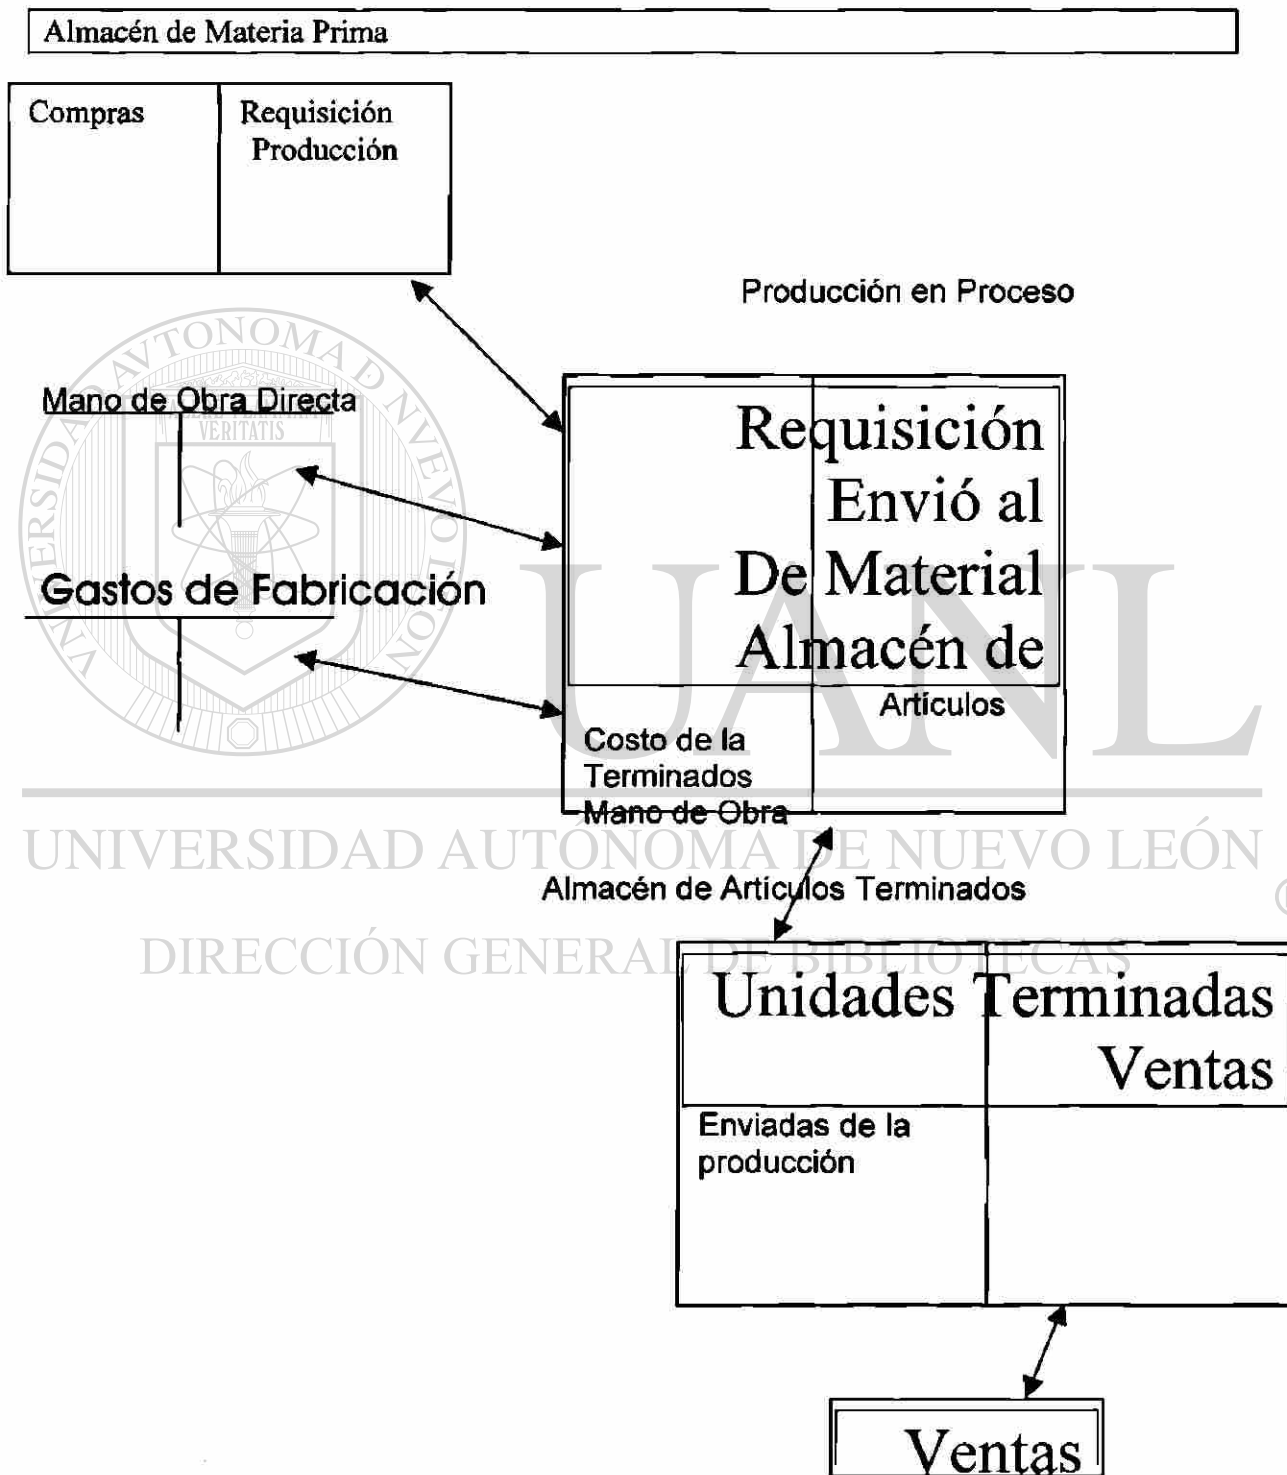 Almacén de Materia Prima
Compras
Requisición
Producción
Producción en Proceso
Mano de Obra Directa
Gastos de Fabricación
Requisición
Envió al
De Material
Almacén de
Artículos
Costo de la
Terminados
Mano de Obra
Almacén de Artículos Terminados
Unidades Terminadas
Ventas
Enviadas de la
producción
Ventas
UANL
UNIVERSIDAD AUTÓNOMA DE NUEVO LEÓN
®
DIRECCIÓN GENERAL DE BIBLIOTECAS
VERITATIS